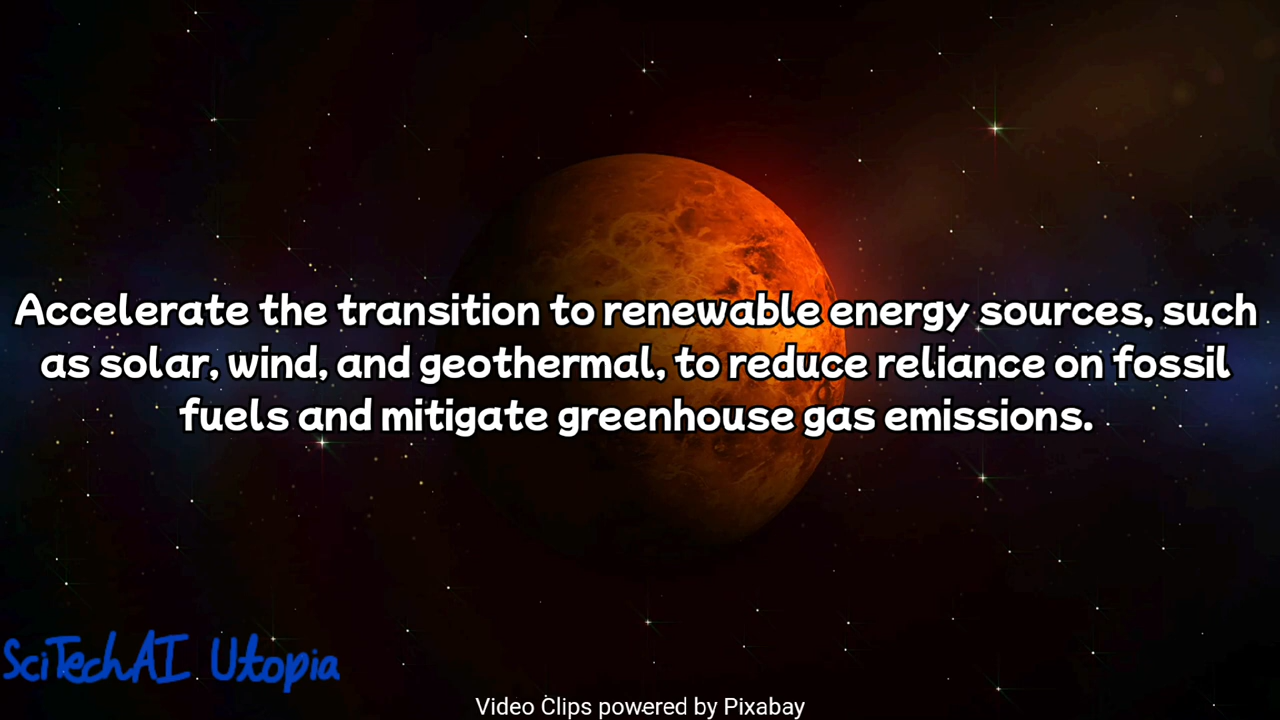 Accelerate the transition to renewable energy sources, such
as solar, wind, and geothermal, to reduce reliance on fossil
fuels and mitigate greenhouse gas emissions.
SciTechAI Utopia
Video Clips powered by Pixabay